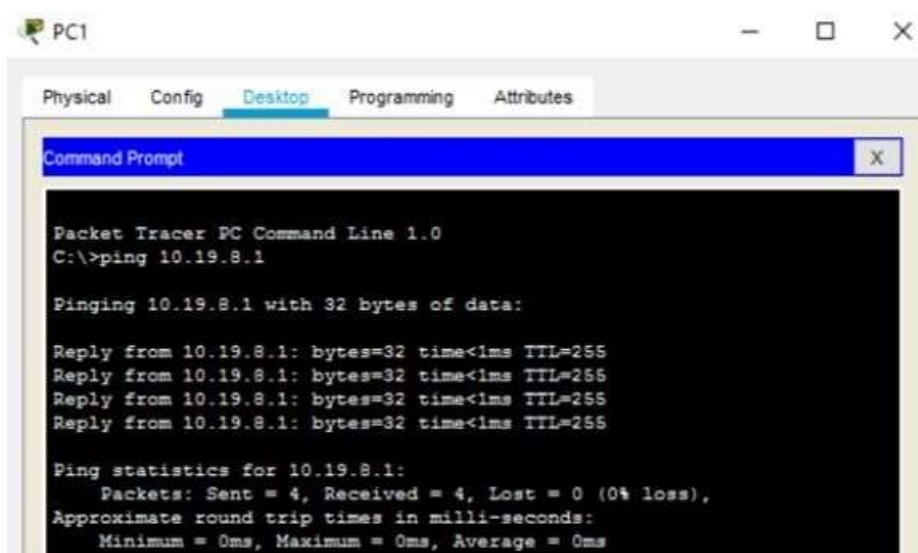 PC1
Physical Config Desktop Programming Attributes
Command Prompt X
Packet Tracer PC Command Line 1.0
C:\>ping 10.19.8.1
Pinging 10.19.8.1 with 32 bytes of data:
Reply from 10.19.8.1: bytes=32 time<1ms TTL=255
Reply from 10.19.8.1: bytes=32 time<1ms TTL=255
Reply from 10.19.8.1: bytes=32 time<1ms TTL=255
Reply from 10.19.8.1: bytes=32 time<1ms TTL=255
Ping statistics for 10.19.8.1:
Packets: Sent = 4, Received = 4, Lost = 0 (0% loss),
Approximate round trip times in milli-seconds:
Minimum = 0ms, Maximum = 0ms, Average = 0ms